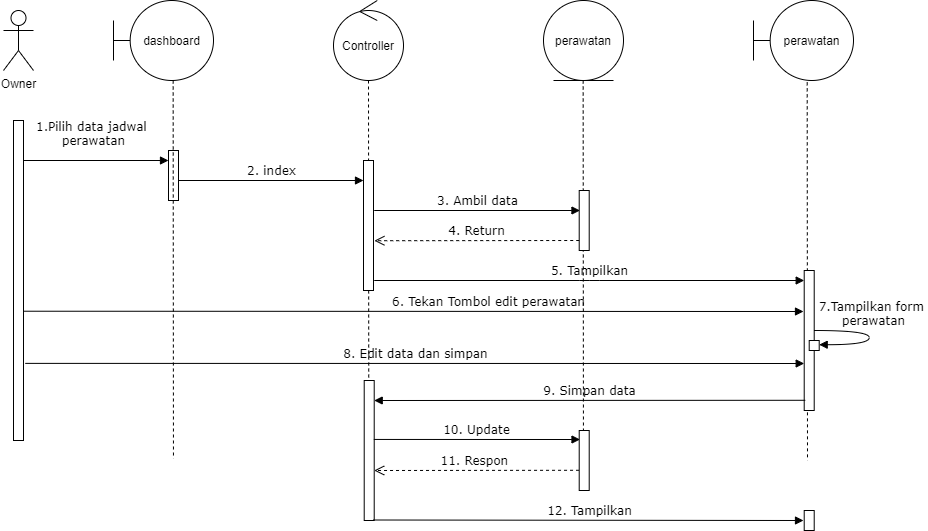 dashboard
Controller
perawatan
perawatan
Owner
1.Pilih data jadwal
perawatan
2. index
3. Ambil data
4. Return
5. Tampilkan
6. Tekan Tombol edit perawatan
7.Tampilkan form
perawatan
8. Edit data dan simpan
9. Simpan data
10. Update
11. Respon
12. Tampilkan